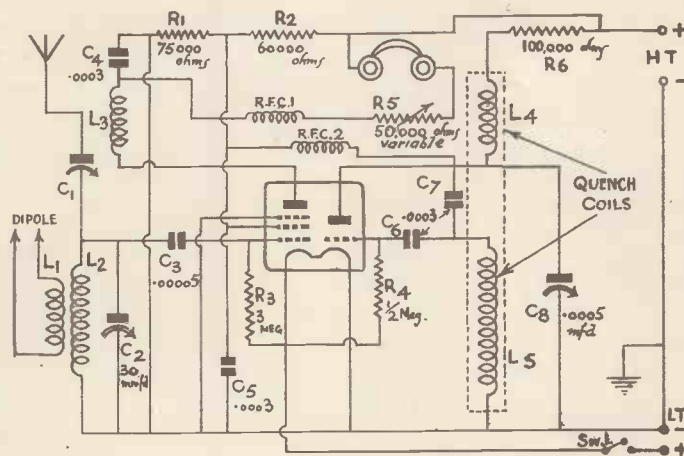 R1
75000
ohms
R2
60000
ohms
100,000 ohms
R6
+
HT
-
C4
.0003
L3
R.F.C.1
R5
50,000 ohms
variable
R.F.C.2
L4
C1
C7
QUENCH
COILS
C6
.0003
DIPOLE
L1
L2
C3
.00005
R3
3
MEG
R4
1/2 Meg.
C8
.0005
mfd
C2
30
mmfd
C5
.0003
L5
LT
-
Sw.1
+